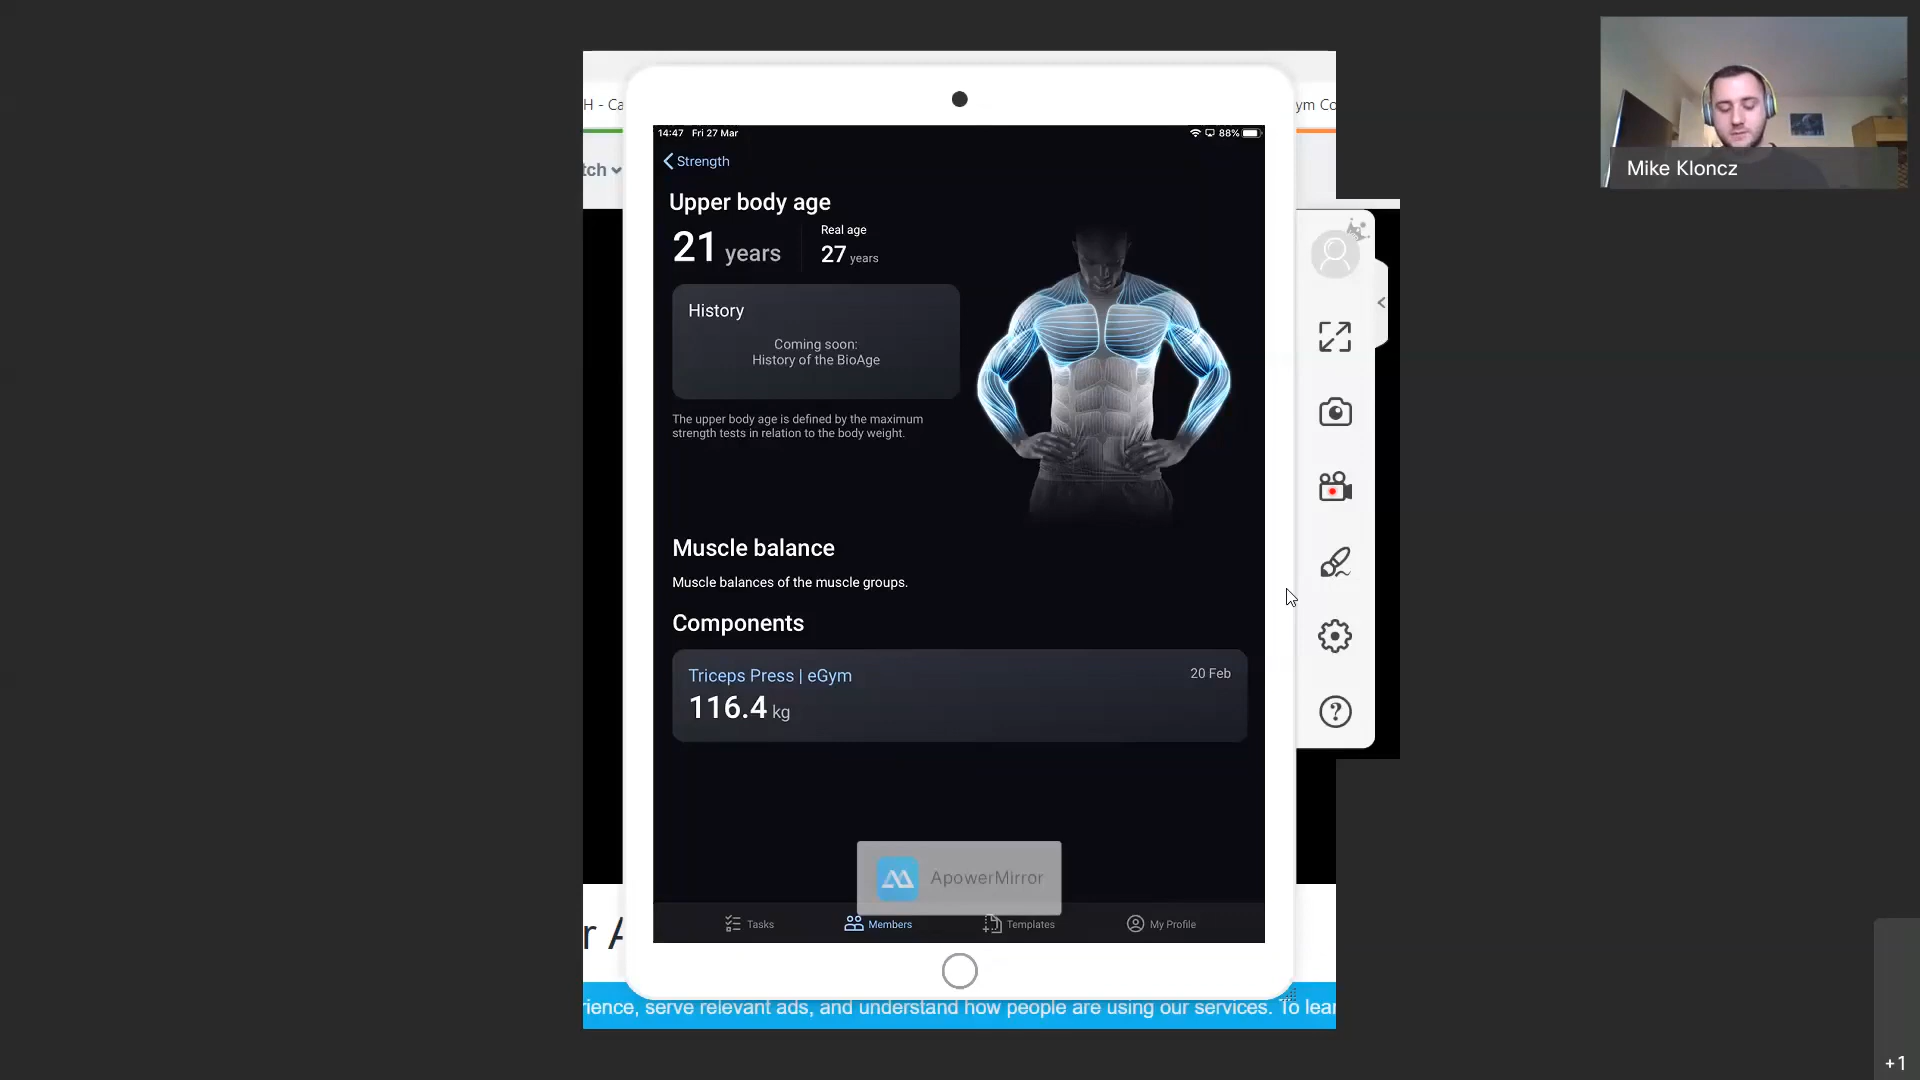 Mike Kloncz
H - Ca
ym Co
tch
14:47 Fri 27 Mar
88%
Strength
Upper body age
21 years
Real age
27 years
History
Coming soon:
History of the BioAge
The upper body age is defined by the maximum
strength tests in relation to the body weight.
Muscle balance
Muscle balances of the muscle groups.
Components
Triceps Press | eGym
20 Feb
116.4 kg
ApowerMirror
Tasks
Members
Templates
My Profile
r A
rience, serve relevant ads, and understand how people are using our services. To lear
+1